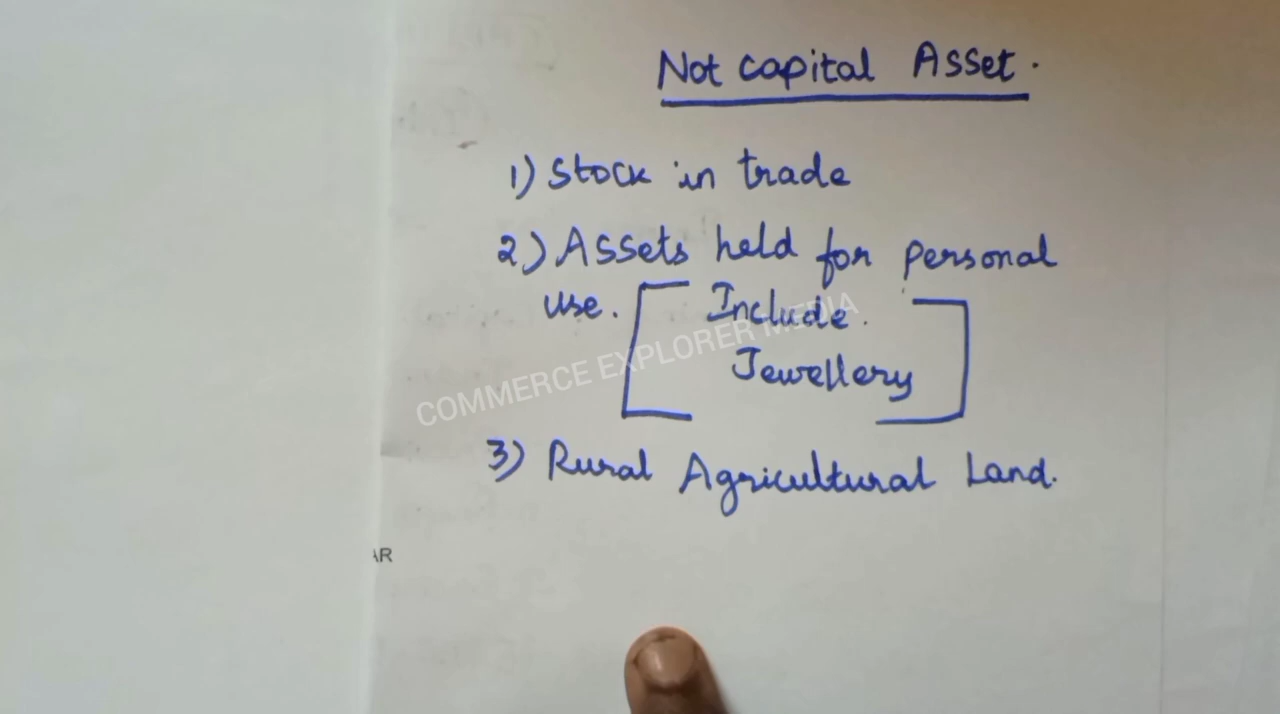 Not capital Asset.
1) Stock in trade
2) Assets held for personal
use. [ Include.
Jewellery ]
3) Rural Agricultural Land.
COMMERCE EXPLORER MEDIA
AR